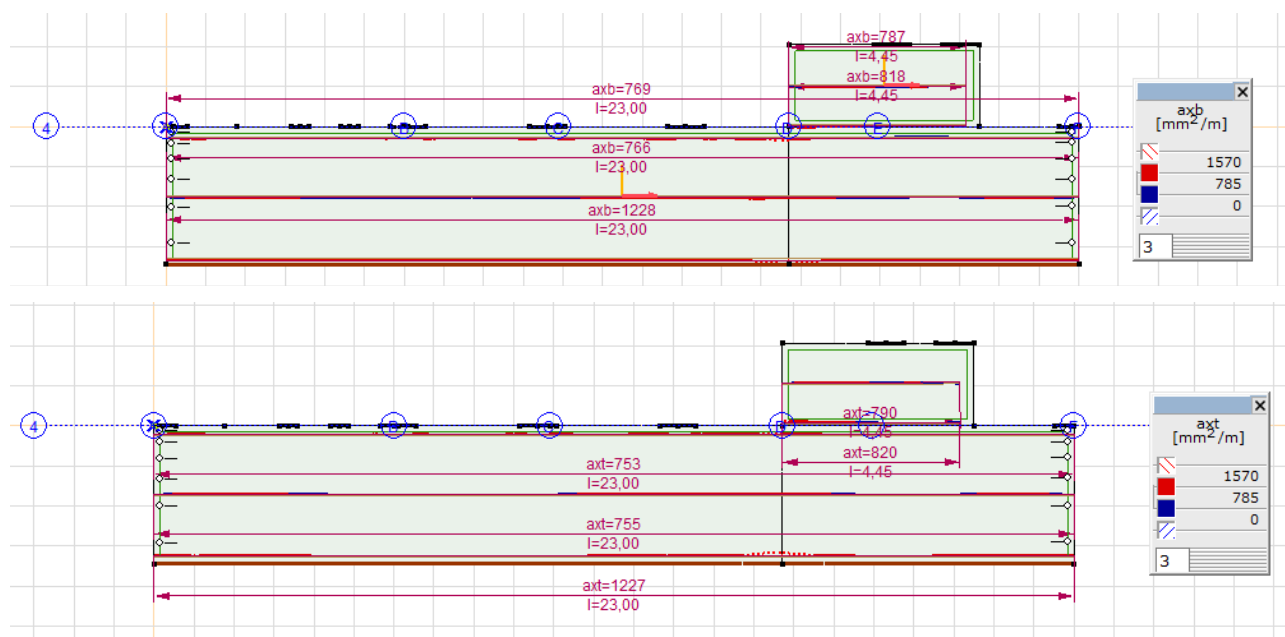 axb=787
l=4,45
axb=769
l=23,00
axb=818
l=4,45
4
axb=766
l=23,00
axb=1228
l=23,00
axb
[mm2/m]
1570
785
0
3
4
axt=790
l=4,45
axt=753
l=23,00
axt=820
l=4,45
axt=755
l=23,00
axt=1227
l=23,00
axt
[mm2/m]
1570
785
0
3